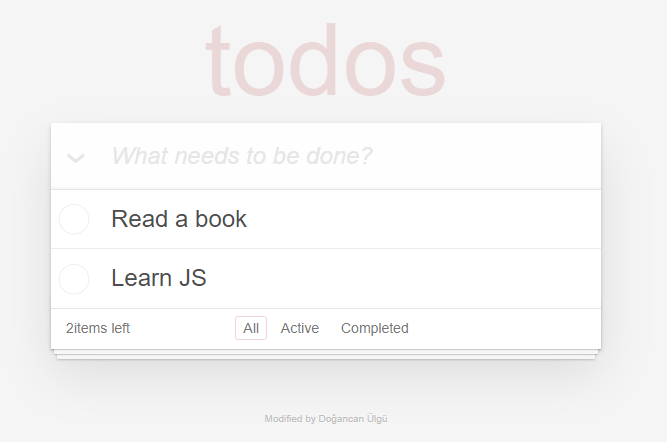 todos
What needs to be done?
Read a book
Learn JS
2items left All Active Completed
Modified by Doğancan Ülgü